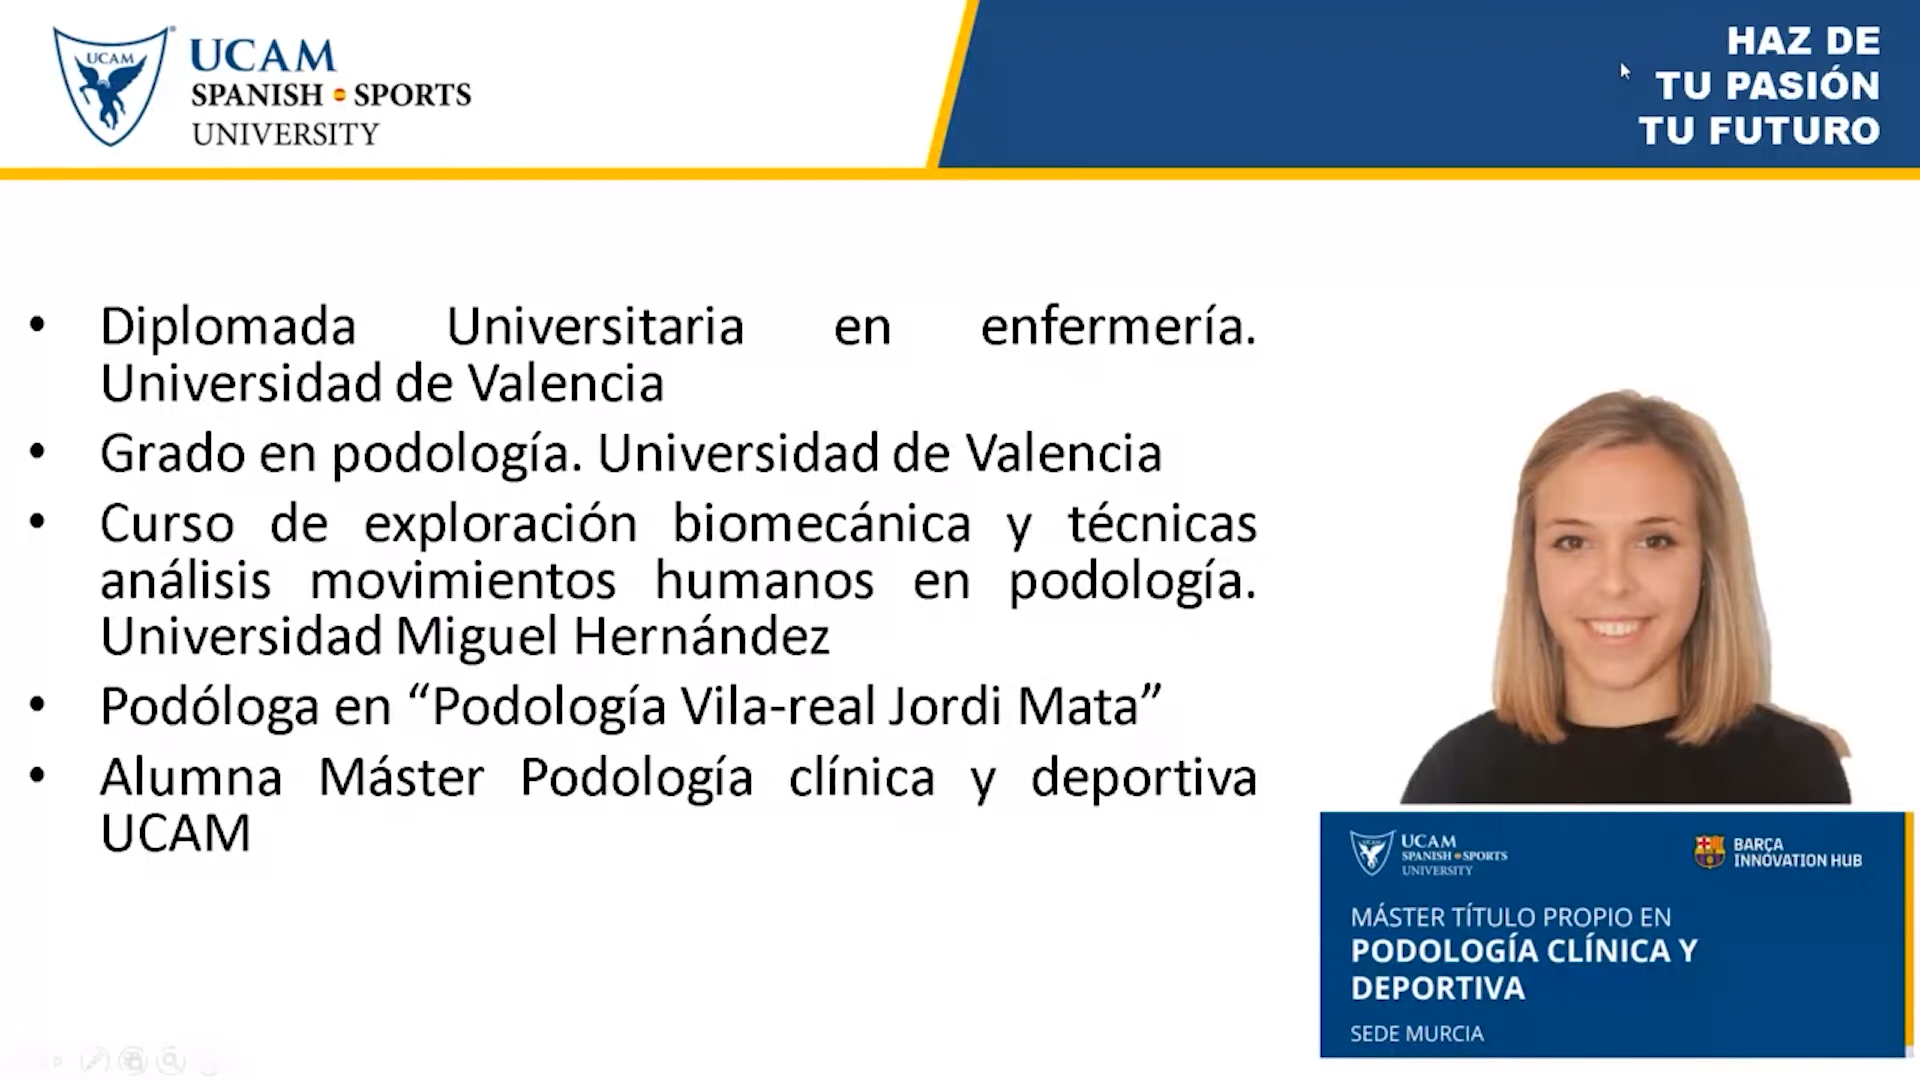 UCAM
UCAM
SPANISH SPORTS
UNIVERSITY
HAZ DE
TU PASIÓN
TU FUTURO
• Diplomada Universitaria en enfermería.
Universidad de Valencia
• Grado en podología. Universidad de Valencia
• Curso de exploración biomecánica y técnicas
análisis movimientos humanos en podología.
Universidad Miguel Hernández
• Podóloga en “Podología Vila-real Jordi Mata”
• Alumna Máster Podología clínica y deportiva
UCAM
UCAM
SPANISH SPORTS
UNIVERSITY
BARÇA
INNOVATION HUB
MÁSTER TÍTULO PROPIO EN
PODOLOGÍA CLÍNICA Y
DEPORTIVA
SEDE MURCIA